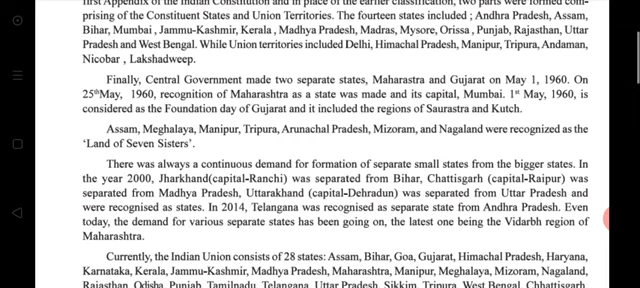 first Appendix of the Indian Constitution and in place of the earlier classification, two parts were formed com-
prising of the Constituent States and Union Territories. The fourteen states included ; Andhra Pradesh, Assam,
Bihar, Mumbai , Jammu-Kashmir, Kerala , Madhya Pradesh, Madras, Mysore, Orissa , Punjab, Rajasthan, Uttar
Pradesh and West Bengal. While Union territories included Delhi, Himachal Pradesh, Manipur, Tripura, Andaman,
Nicobar , Lakshadweep.
Finally, Central Government made two separate states, Maharastra and Gujarat on May 1, 1960. On
25thMay, 1960, recognition of Maharashtra as a state was made and its capital, Mumbai. 1st May, 1960, is
considered as the Foundation day of Gujarat and it included the regions of Saurastra and Kutch.
Assam, Meghalaya, Manipur, Tripura, Arunachal Pradesh, Mizoram, and Nagaland were recognized as the
'Land of Seven Sisters'.
There was always a continuous demand for formation of separate small states from the bigger states. In
the year 2000, Jharkhand(capital-Ranchi) was separated from Bihar, Chattisgarh (capital-Raipur) was
separated from Madhya Pradesh, Uttarakhand (capital-Dehradun) was separated from Uttar Pradesh and
were recognised as states. In 2014, Telangana was recognised as separate state from Andhra Pradesh. Even
today, the demand for various separate states has been going on, the latest one being the Vidarbh region of
Maharashtra.
Currently, the Indian Union consists of 28 states: Assam, Bihar, Goa, Gujarat, Himachal Pradesh, Haryana,
Karnataka, Kerala, Jammu-Kashmir, Madhya Pradesh, Maharashtra, Manipur, Meghalaya, Mizoram, Nagaland,
Rajasthan, Odisha, Punjab, Tamilnadu, Telangana, Uttar Pradesh, Sikkim, Tripura, West Bengal, Chhattisgarh,